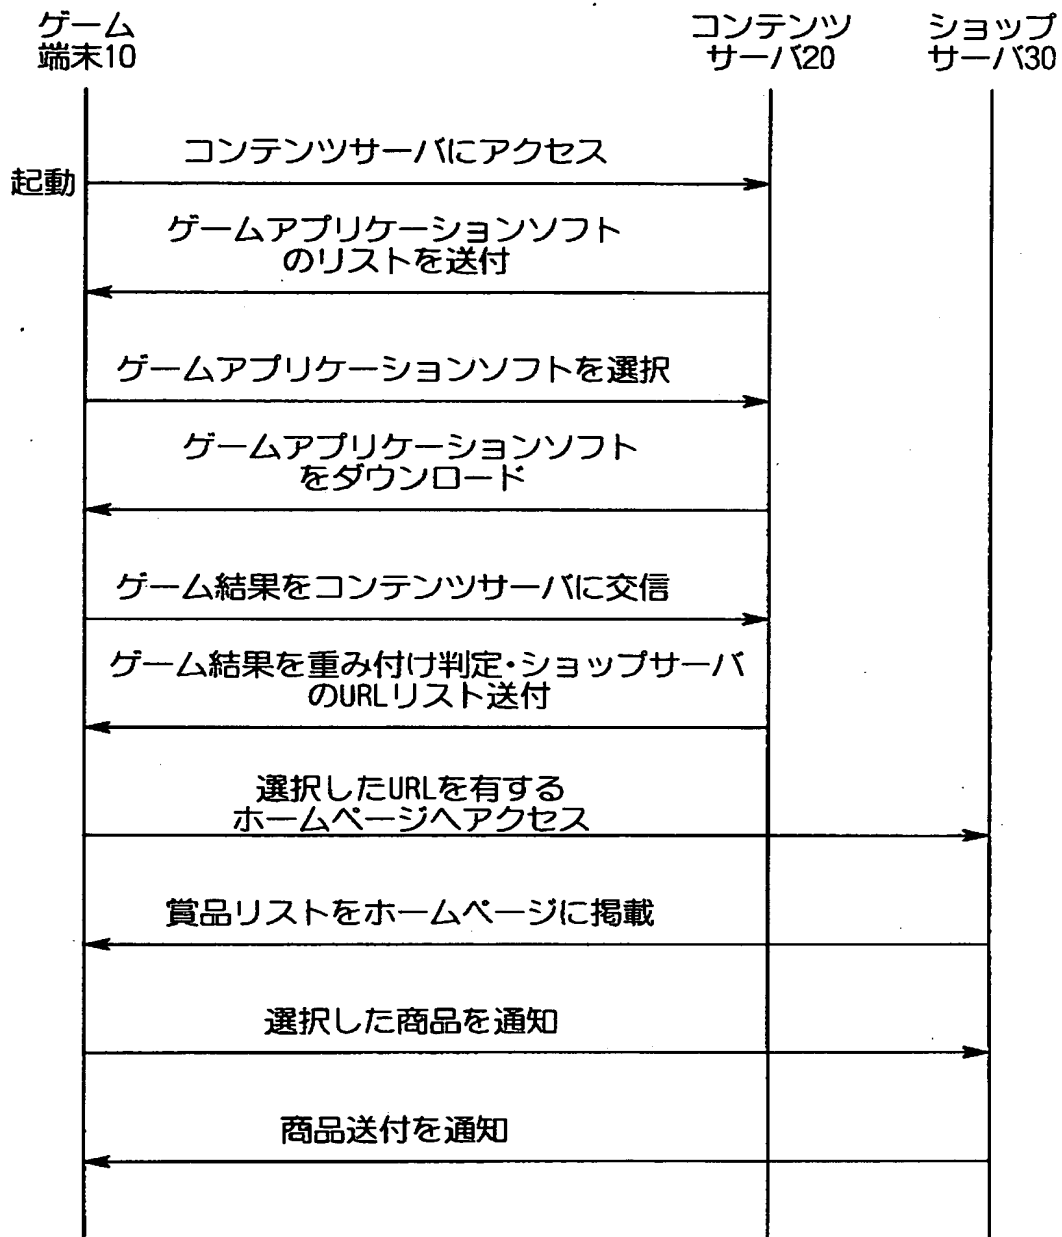 ゲーム
端末10
コンテンツ
サーバ20
ショップ
サーバ30
コンテンツサーバにアクセス
起動
ゲームアプリケーションソフト
のリストを送付
ゲームアプリケーションソフトを選択
ゲームアプリケーションソフト
をダウンロード
ゲーム結果をコンテンツサーバに交信
ゲーム結果を重み付け判定・ショップサーバ
のURLリスト送付
選択したURLを有する
ホームページへアクセス
賞品リストをホームページに掲載
選択した商品を通知
商品送付を通知